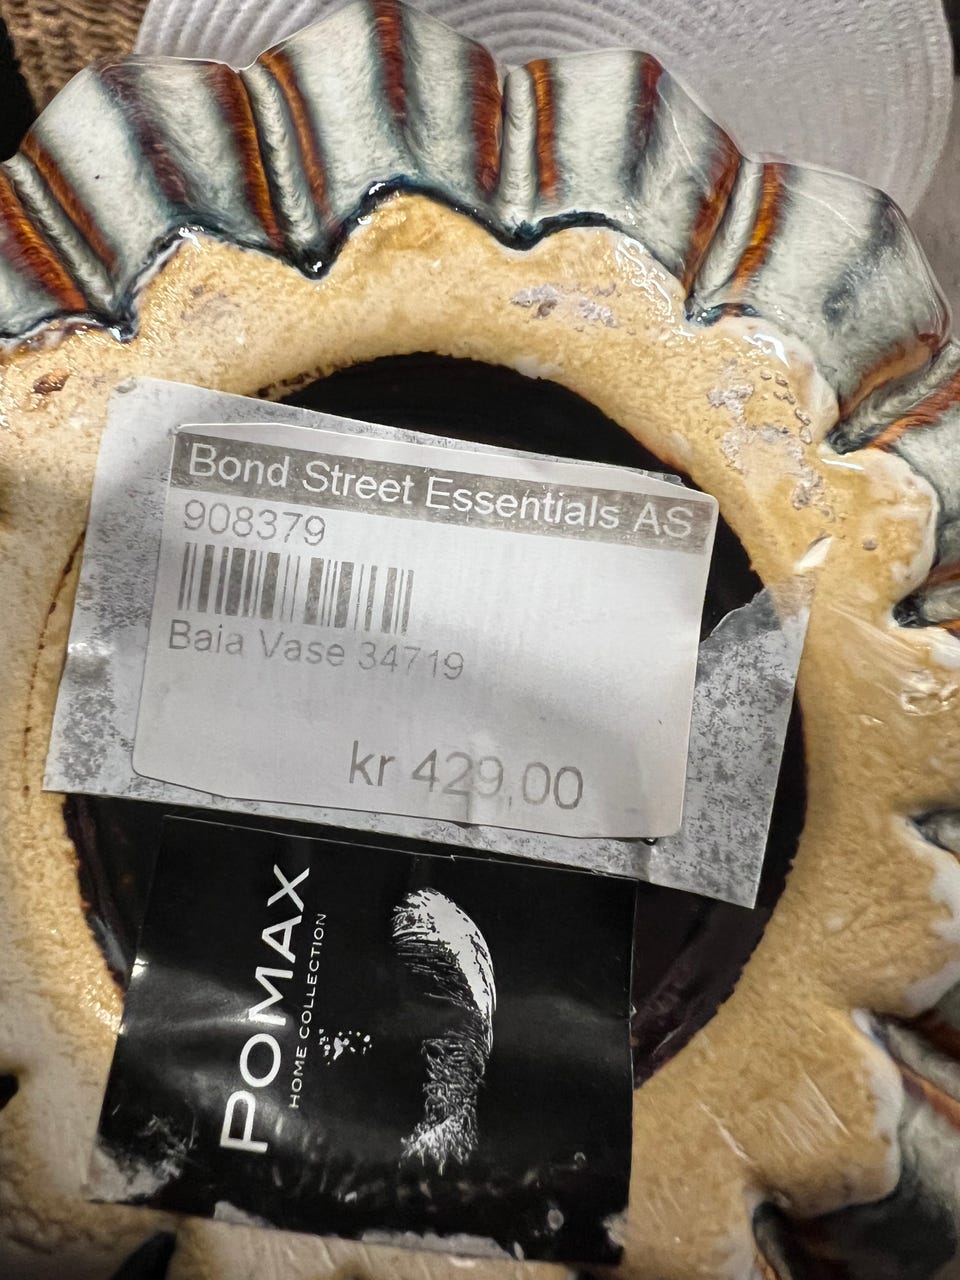 Bond Street Essentials AS
908379
Baia Vase 34719
kr 429,00
POMAX
HOME COLLECTION